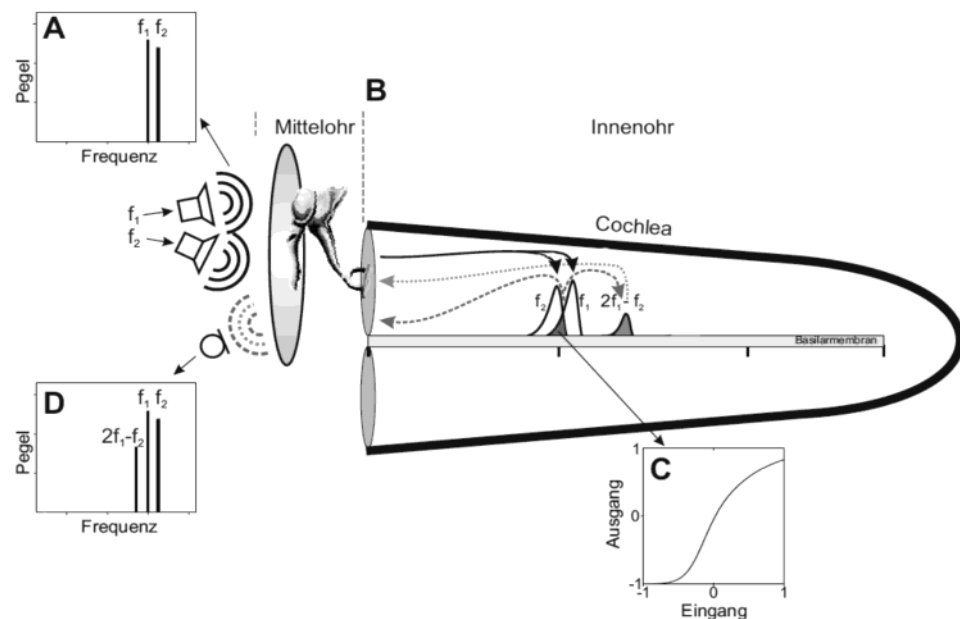 A
f₁ f₂
Pegel
Frequenz
B
Mittelohr
Innenohr
f₁
f₂
Cochlea
f₂ f₁ 2f₁- f₂
Basilarmembran
D
f₁ f₂
2f₁-f₂
Pegel
Frequenz
C
1
0
-1
Ausgang
-1 0 1
Eingang